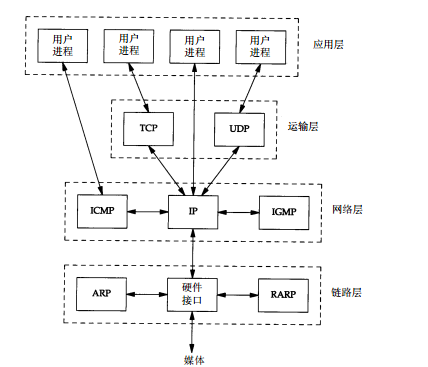 用户
进程
用户
进程
用户
进程
用户
进程
应用层
TCP
UDP
运输层
ICMP
IP
IGMP
网络层
ARP
硬件
接口
RARP
链路层
媒体